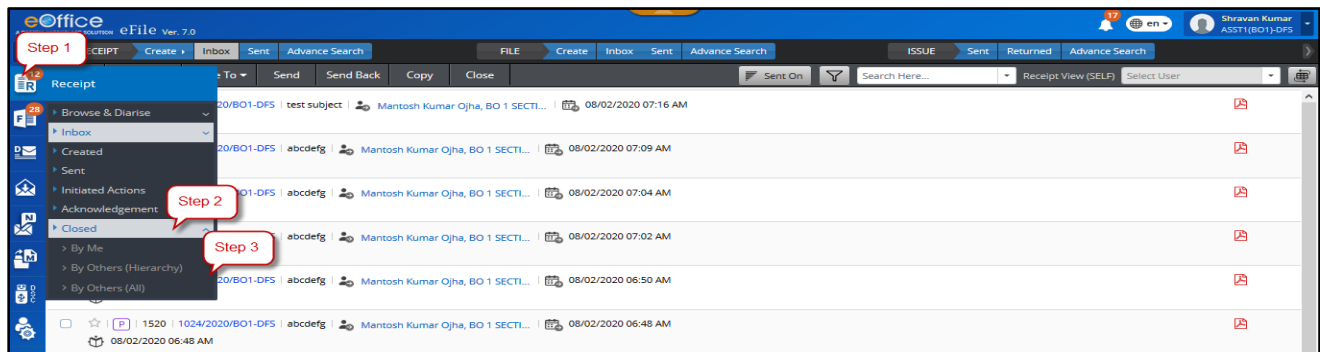 eOffice eFile Ver. 7.0
17 en Shravan Kumar
ASST1(BO1)-DFS
Step 1
RECEIPT Create Inbox Sent Advance Search FILE Create Inbox Sent Advance Search ISSUE Sent Returned Advance Search
12 Receipt To Send Send Back Copy Close Sent On Search Here... Receipt View (SELF) Select User
28 Browse & Diarise
20/BO1-DFS test subject Mantosh Kumar Ojha, BO 1 SECTI... 08/02/2020 07:16 AM
Inbox
Created 20/BO1-DFS abcdefg Mantosh Kumar Ojha, BO 1 SECTI... 08/02/2020 07:09 AM
Sent
Initiated Actions BO1-DFS abcdefg Mantosh Kumar Ojha, BO 1 SECTI... 08/02/2020 07:04 AM
Step 2
Acknowledgement
Closed abcdefg Mantosh Kumar Ojha, BO 1 SECTI... 08/02/2020 07:02 AM
Step 3
> By Me
> By Others (Hierarchy)
20/BO1-DFS abcdefg Mantosh Kumar Ojha, BO 1 SECTI... 08/02/2020 06:50 AM
> By Others (All)
P 1520 1024/2020/BO1-DFS abcdefg Mantosh Kumar Ojha, BO 1 SECTI... 08/02/2020 06:48 AM
08/02/2020 06:48 AM